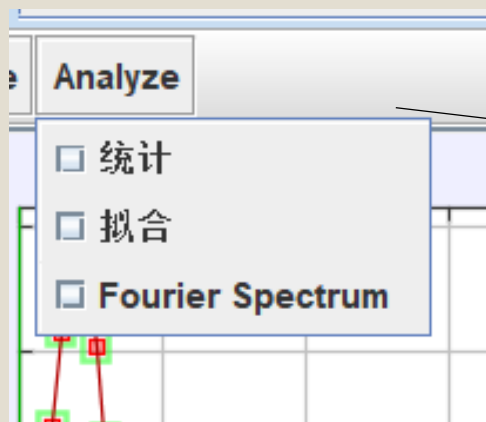 Analyze
统计
拟合
Fourier Spectrum